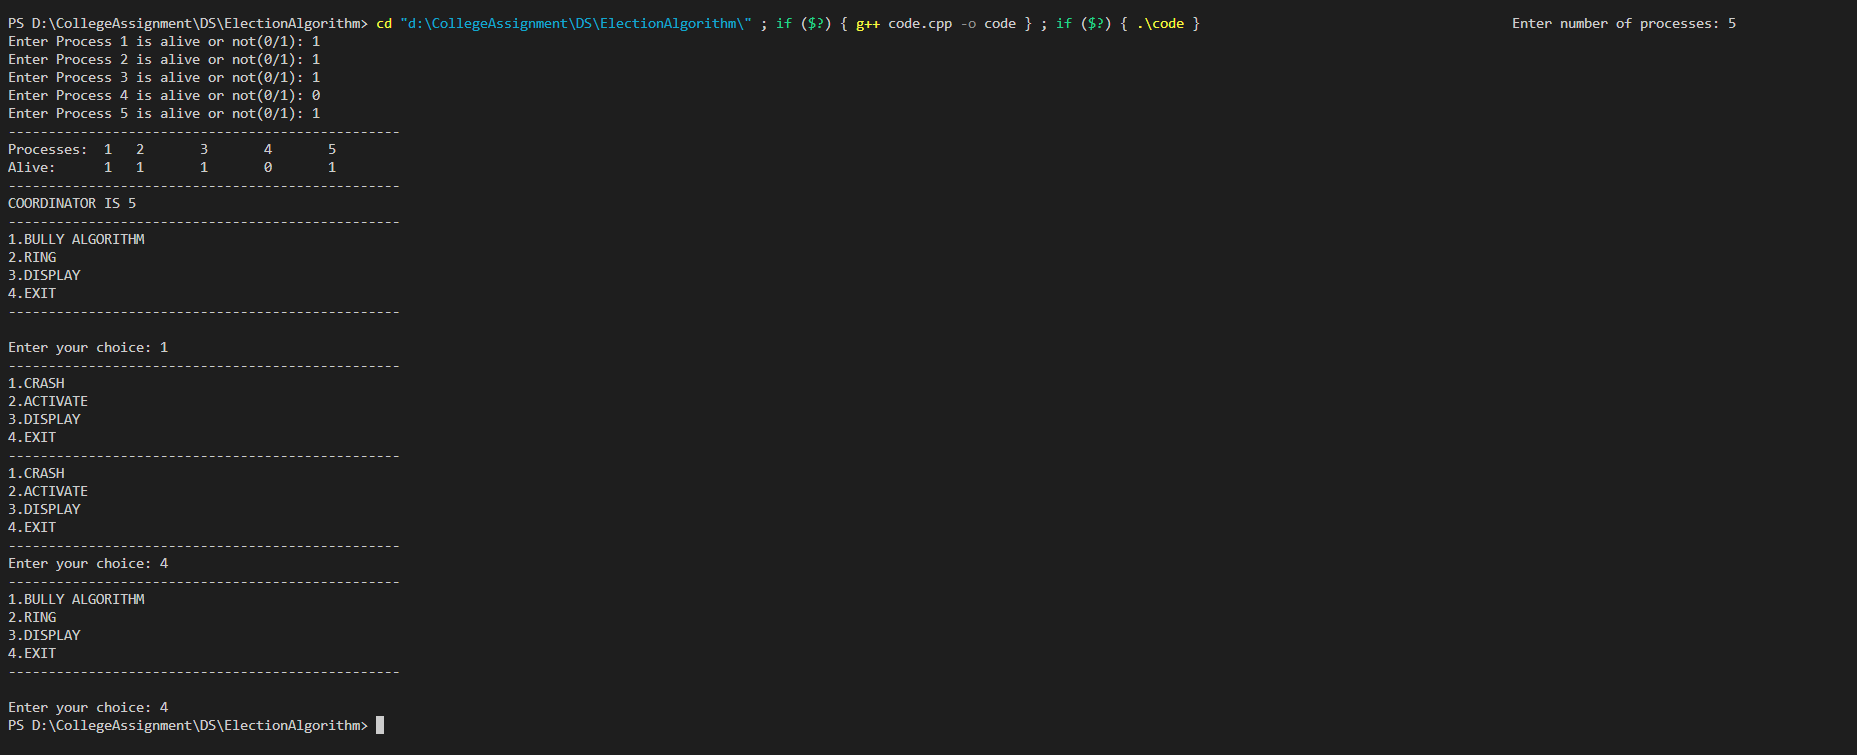 PS D:\CollegeAssignment\DS\ElectionAlgorithm> cd "d:\CollegeAssignment\DS\ElectionAlgorithm\" ; if ($?) { g++ code.cpp -o code } ; if ($?) { .\code }                                       Enter number of processes: 5
Enter Process 1 is alive or not(0/1): 1
Enter Process 2 is alive or not(0/1): 1
Enter Process 3 is alive or not(0/1): 1
Enter Process 4 is alive or not(0/1): 0
Enter Process 5 is alive or not(0/1): 1
-------------------------------------------------
Processes:  1   2       3       4       5
Alive:      1   1       1       0       1
-------------------------------------------------
COORDINATOR IS 5
-------------------------------------------------
1.BULLY ALGORITHM
2.RING
3.DISPLAY
4.EXIT
-------------------------------------------------
Enter your choice: 1
-------------------------------------------------
1.CRASH
2.ACTIVATE
3.DISPLAY
4.EXIT
-------------------------------------------------
1.CRASH
2.ACTIVATE
3.DISPLAY
4.EXIT
-------------------------------------------------
Enter your choice: 4
-------------------------------------------------
1.BULLY ALGORITHM
2.RING
3.DISPLAY
4.EXIT
-------------------------------------------------
Enter your choice: 4
PS D:\CollegeAssignment\DS\ElectionAlgorithm>